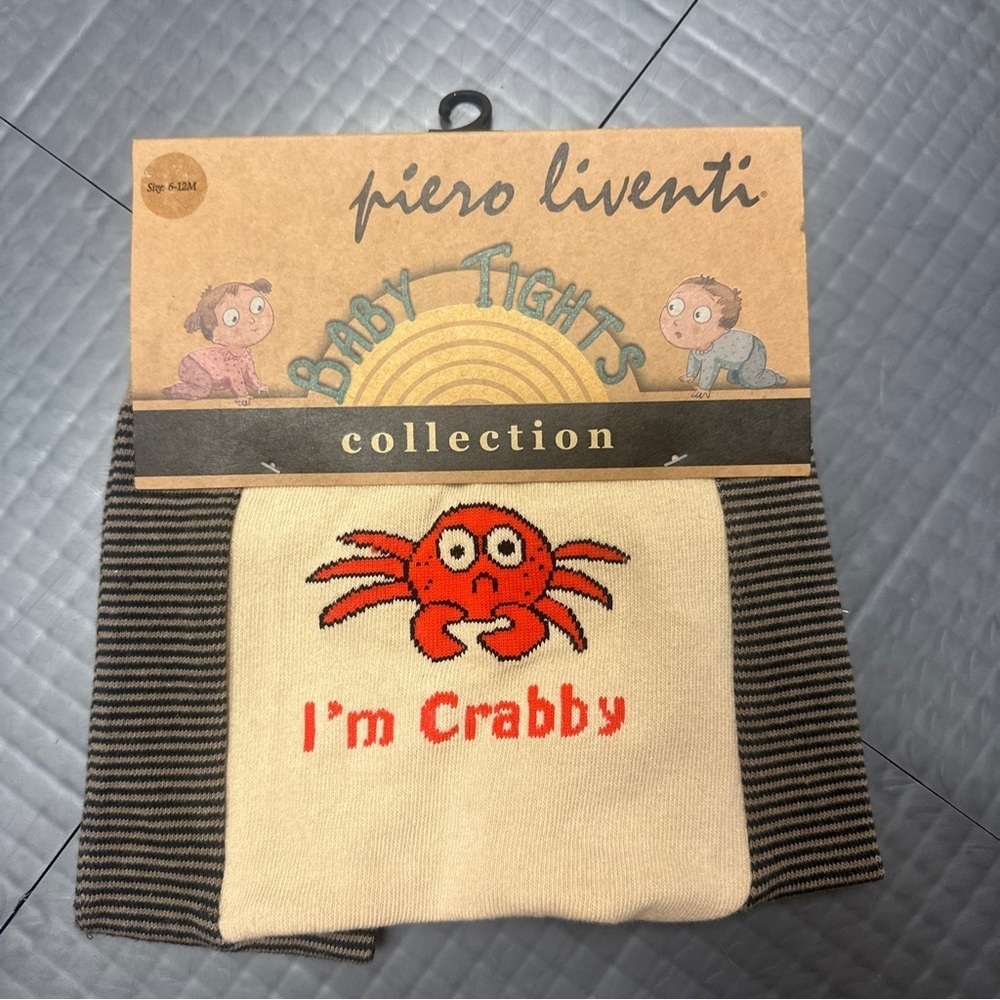 Size: 6-12M
piero liventi®
BABY TIGHTS
collection
I'm Crabby